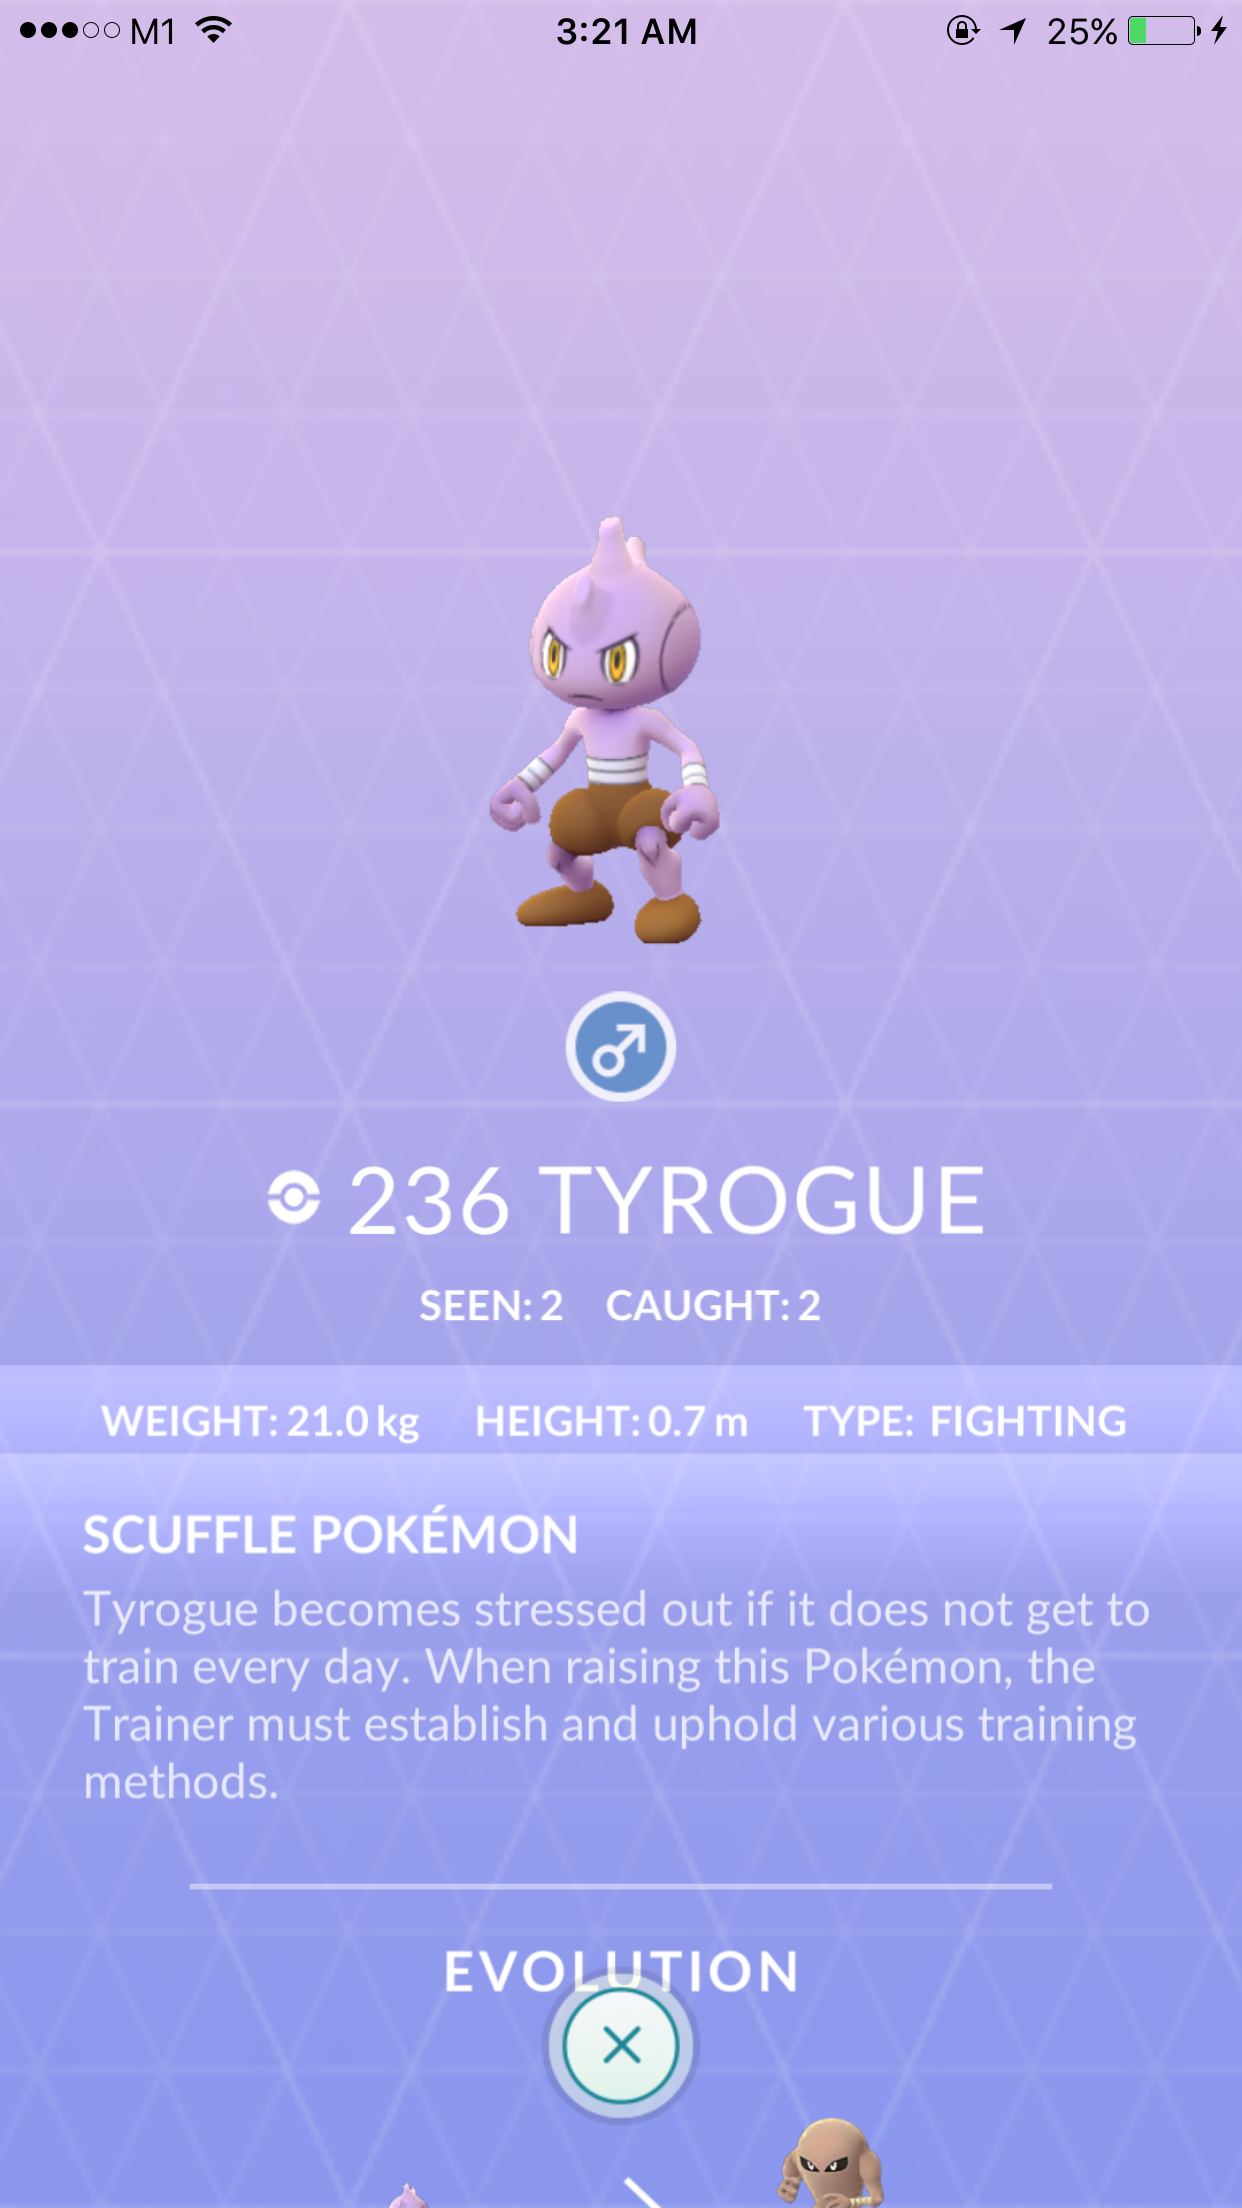 M1 3:21 AM 25%
236 TYROGUE
SEEN: 2 CAUGHT: 2
WEIGHT: 21.0 kg HEIGHT: 0.7 m TYPE: FIGHTING
SCUFFLE POKÉMON
Tyrogue becomes stressed out if it does not get to
train every day. When raising this Pokémon, the
Trainer must establish and uphold various training
methods.
EVOLUTION